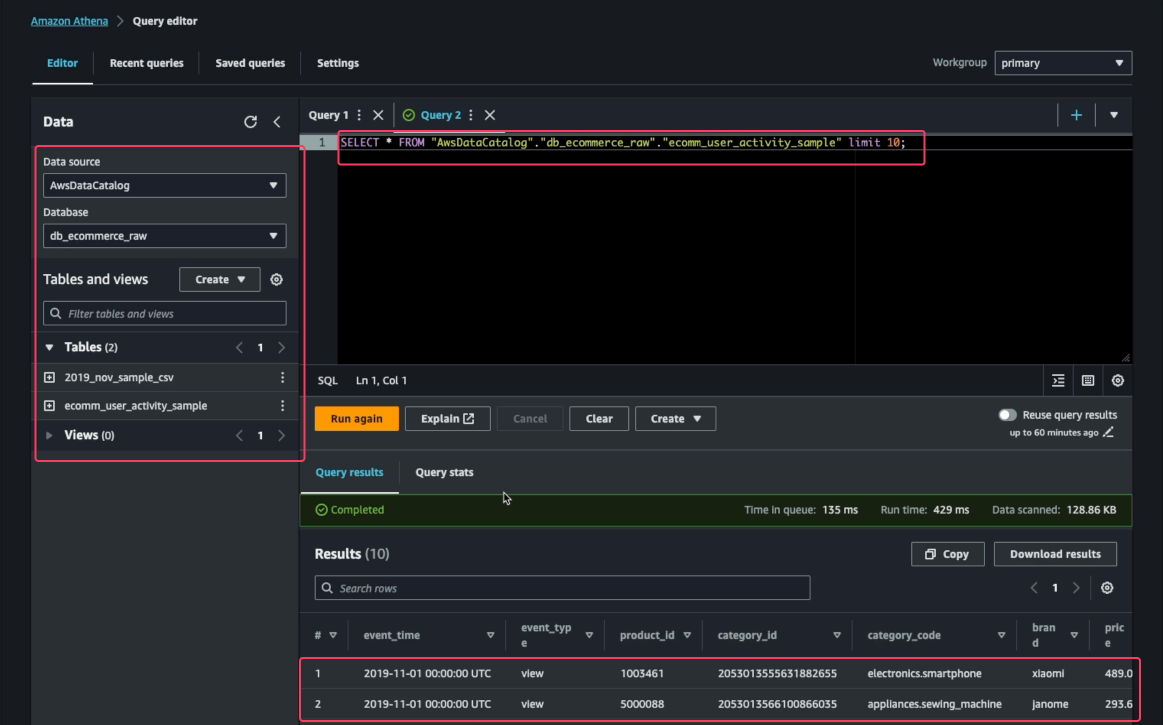 Amazon Athena > Query editor
Editor Recent queries Saved queries Settings
Workgroup primary
Data
Query 1 Query 2
Data source
AwsDataCatalog
Database
db_ecommerce_raw
Tables and views Create
Filter tables and views
Tables (2) 1
2019_nov_sample_csv
ecomm_user_activity_sample
Views (0) 1
1 SELECT * FROM "AwsDataCatalog"."db_ecommerce_raw"."ecomm_user_activity_sample" limit 10;
SQL Ln 1, Col 1
Run again Explain Cancel Clear Create
Reuse query results
up to 60 minutes ago
Query results Query stats
Completed Time in queue: 135 ms Run time: 429 ms Data scanned: 128.86 KB
Results (10) Copy Download results
Search rows 1
# event_time event_typ
e product_id category_id category_code bran
d pric
e
1 2019-11-01 00:00:00 UTC view 1003461 2053013555631882655 electronics.smartphone xiaomi 489.0
2 2019-11-01 00:00:00 UTC view 5000088 2053013566100866035 appliances.sewing_machine janome 293.6